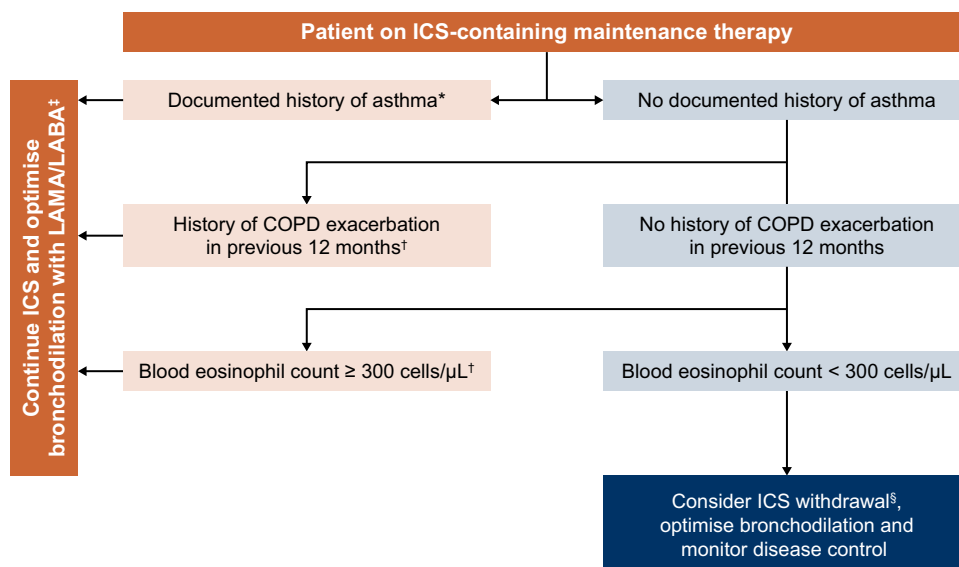 Patient on ICS-containing maintenance therapy
Continue ICS and optimise
bronchodilation with LAMA/LABA‡
Documented history of asthma*
No documented history of asthma
History of COPD exacerbation
in previous 12 months†
No history of COPD exacerbation
in previous 12 months
Blood eosinophil count ≥ 300 cells/µL†
Blood eosinophil count < 300 cells/µL
Consider ICS withdrawal§,
optimise bronchodilation and
monitor disease control